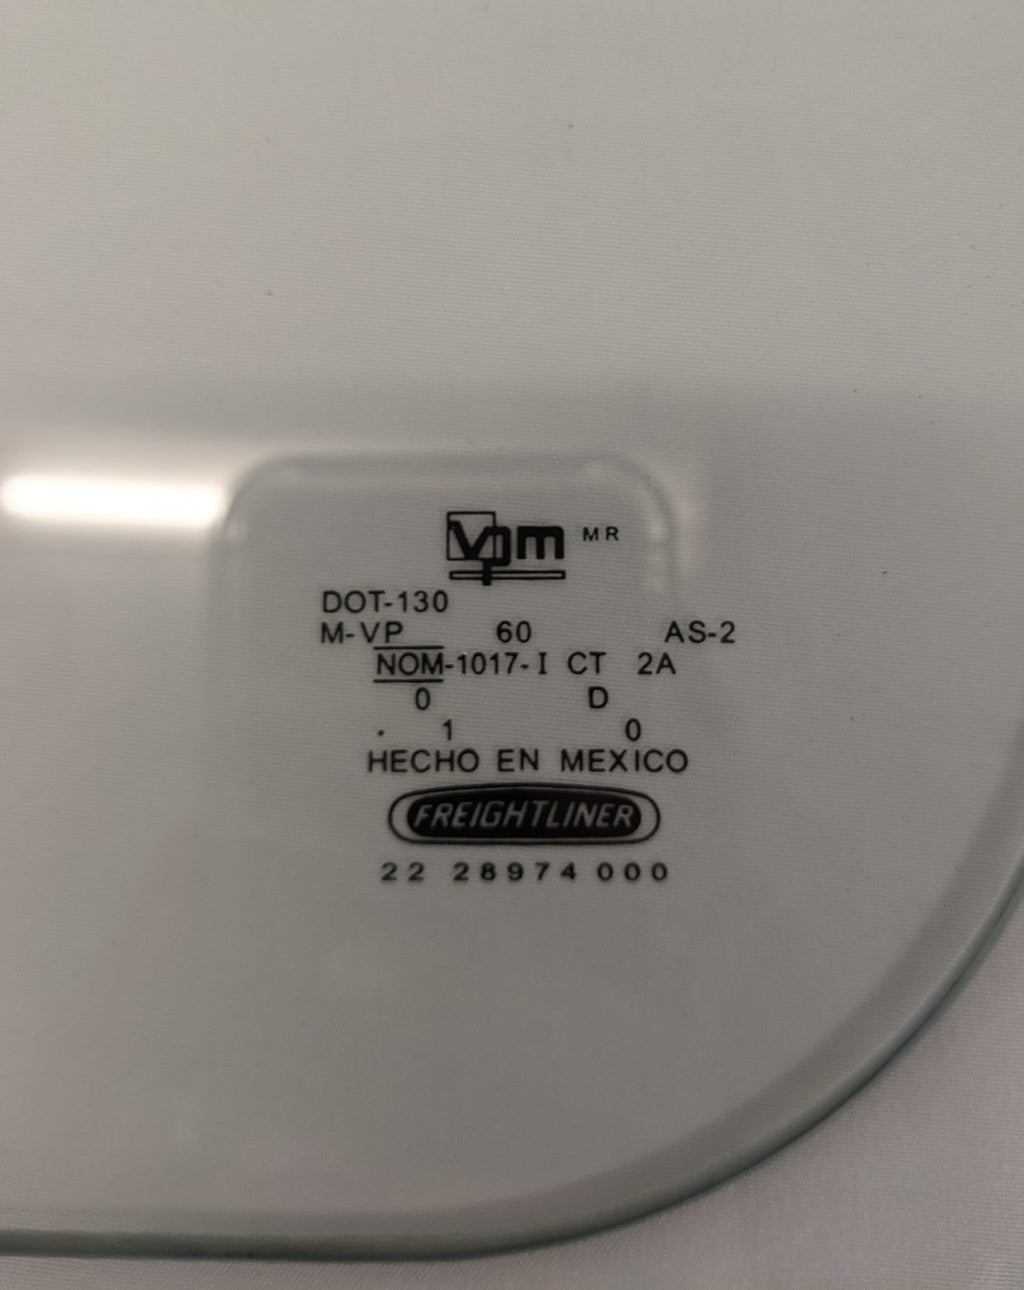 vpm MR
DOT-130
M-VP 60 AS-2
NOM-1017-I CT 2A
0 D
. 1 0
HECHO EN MEXICO
FREIGHTLINER
22 28974 000